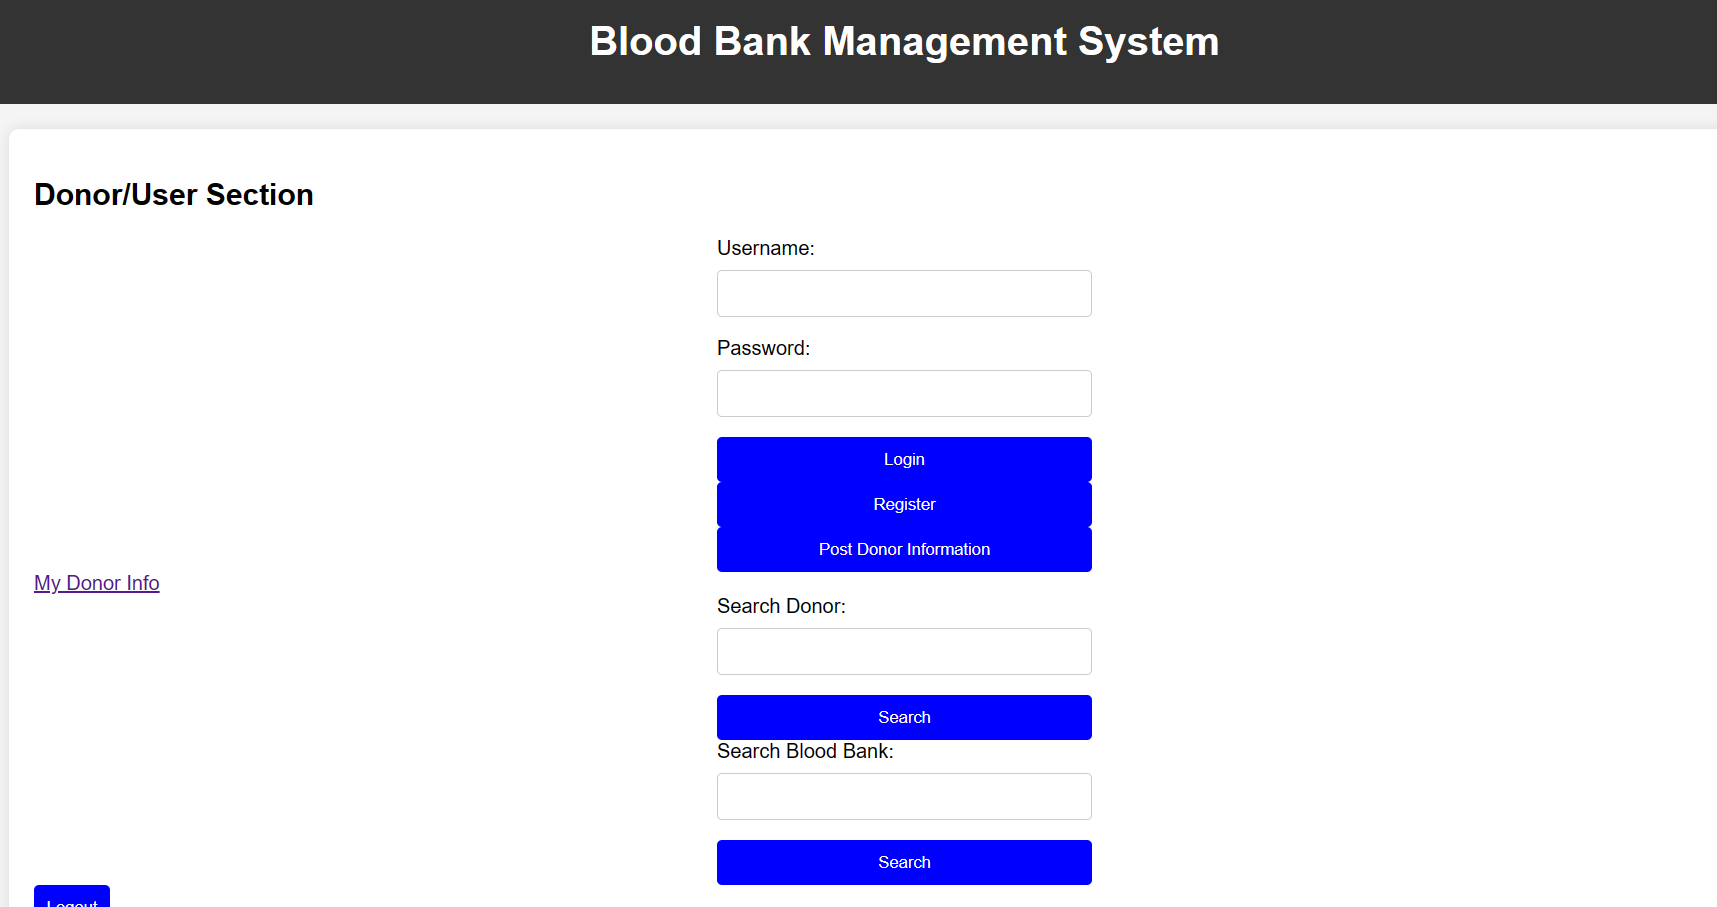 Blood Bank Management System
Donor/User Section
Username:
Password:
Login
Register
Post Donor Information
My Donor Info
Search Donor:
Search
Search Blood Bank:
Search
Logout